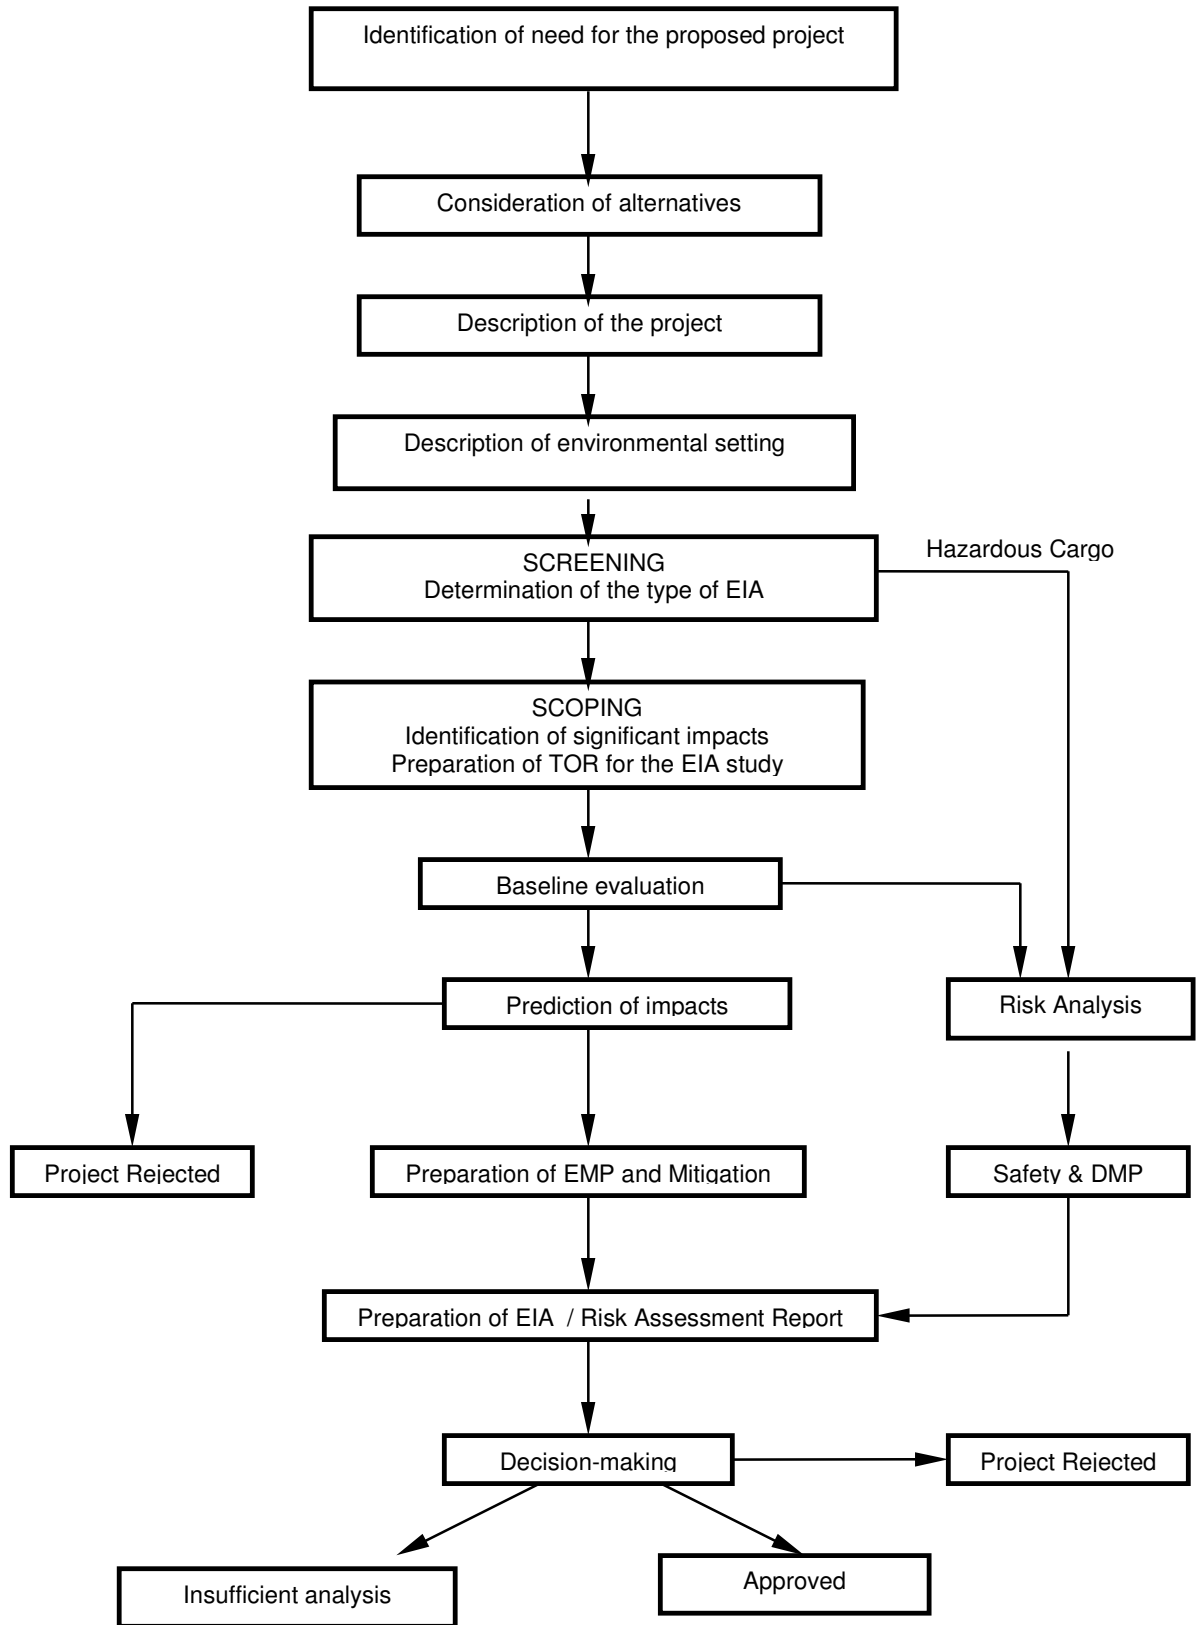 Identification of need for the proposed project
Consideration of alternatives
Description of the project
Description of environmental setting
Hazardous Cargo
SCREENING
Determination of the type of EIA
SCOPING
Identification of significant impacts
Preparation of TOR for the EIA study
Baseline evaluation
Prediction of impacts
Risk Analysis
Project Rejected
Preparation of EMP and Mitigation
Safety & DMP
Preparation of EIA / Risk Assessment Report
Decision-making
Project Rejected
Insufficient analysis
Approved